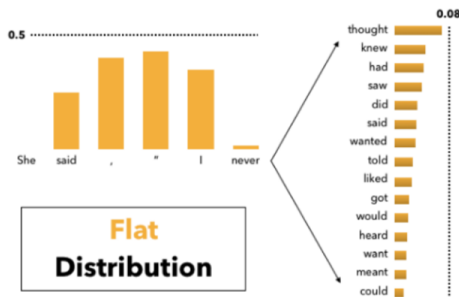 0.5
She said , " I never
Flat
Distribution
0.08
thought
knew
had
saw
did
said
wanted
told
liked
got
would
heard
want
meant
could